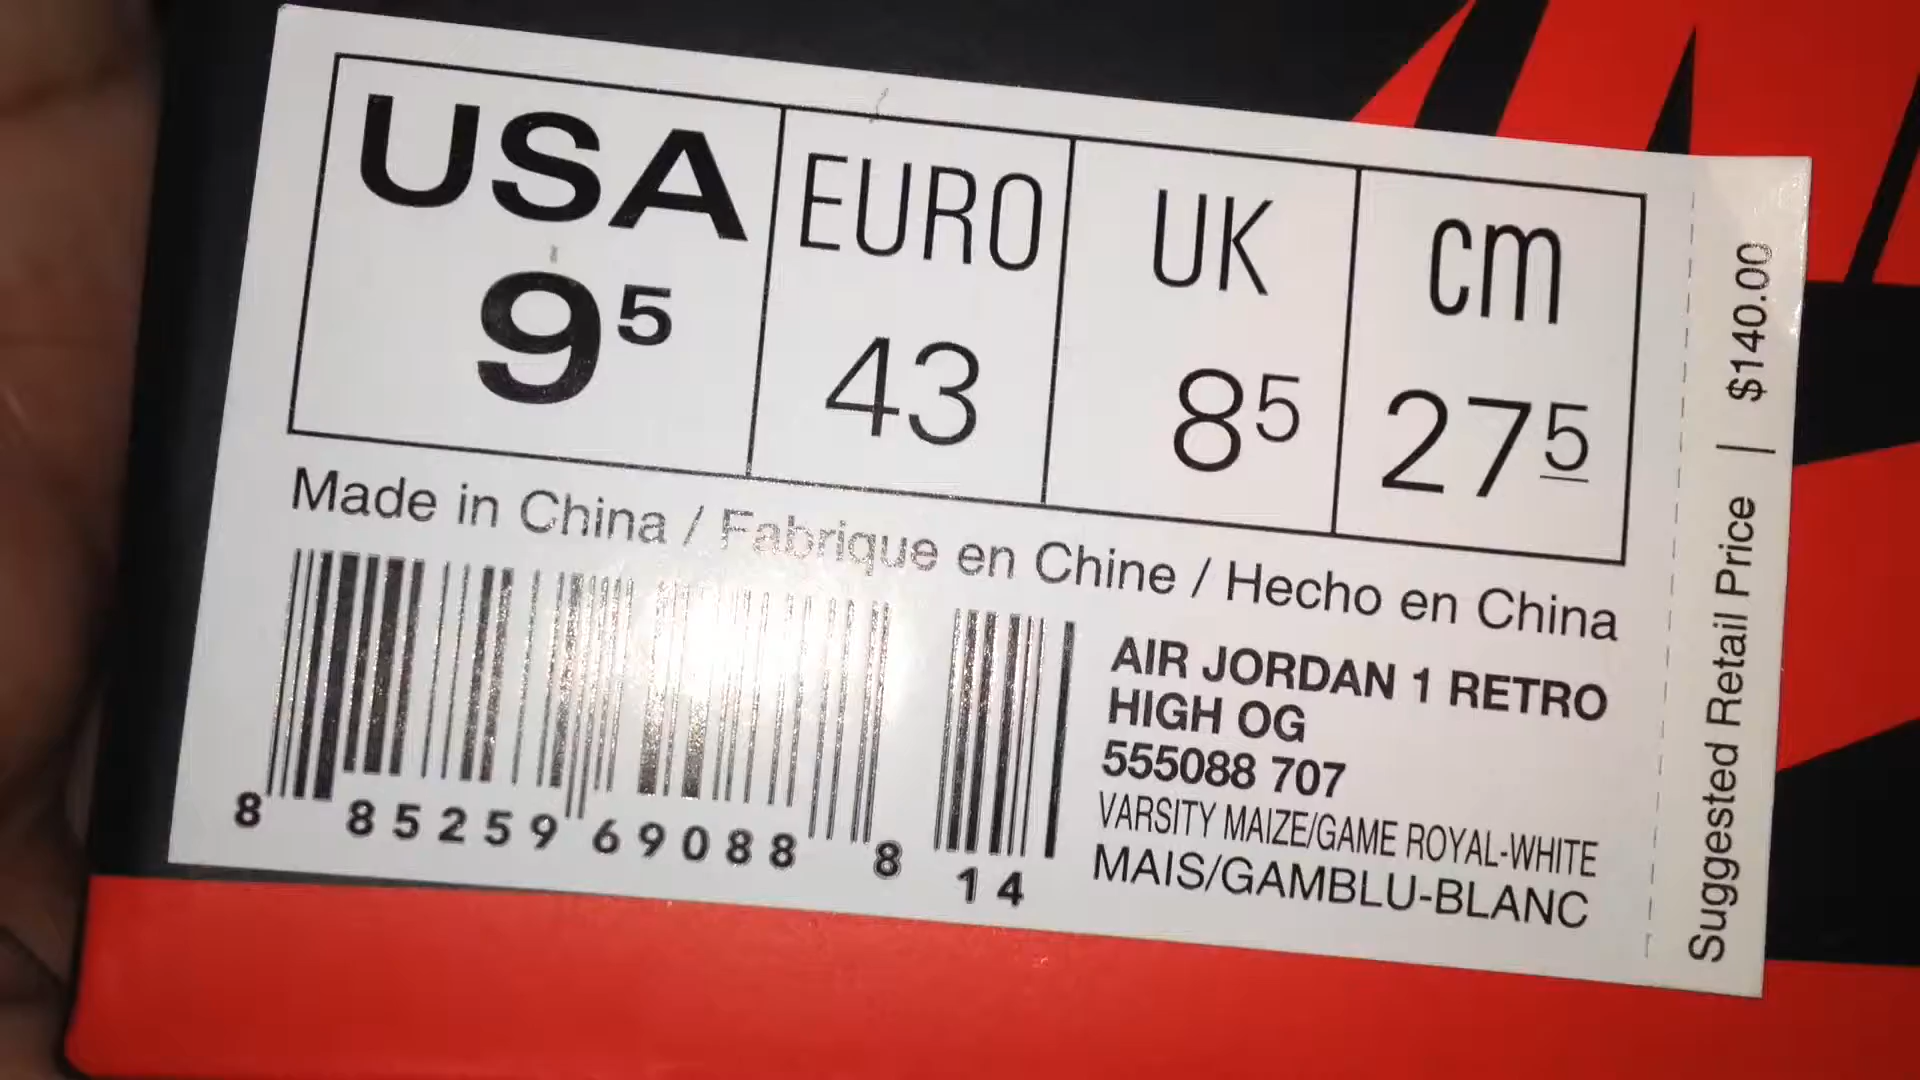 USA EURO UK cm
9⁵ 43 8⁵ 27⁵
Made in China / Fabrique en Chine / Hecho en China
AIR JORDAN 1 RETRO
HIGH OG
555088 707
VARSITY MAIZE/GAME ROYAL-WHITE
MAIS/GAMBLU-BLANC
8 85259 69088 8 14
Suggested Retail Price | $140.00